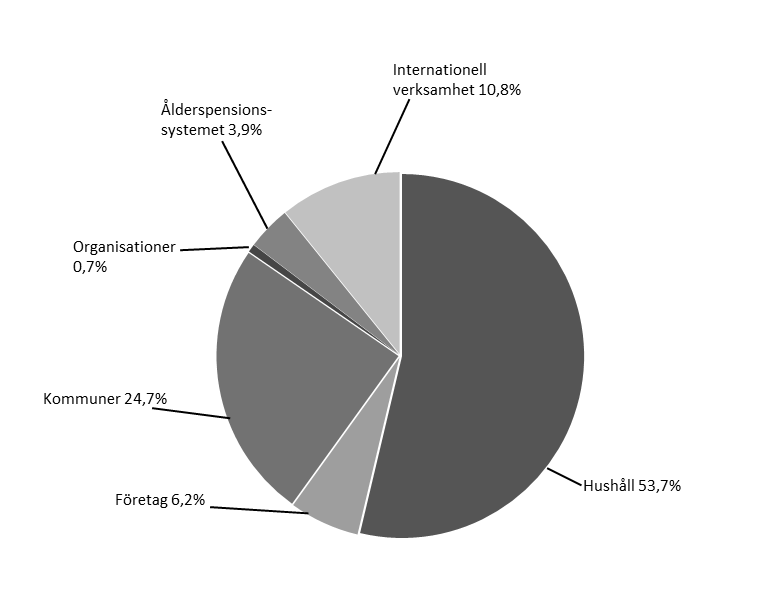 Internationell
verksamhet 10,8%
Ålderspensions-
systemet 3,9%
Organisationer
0,7%
Kommuner 24,7%
Företag 6,2%
Hushåll 53,7%